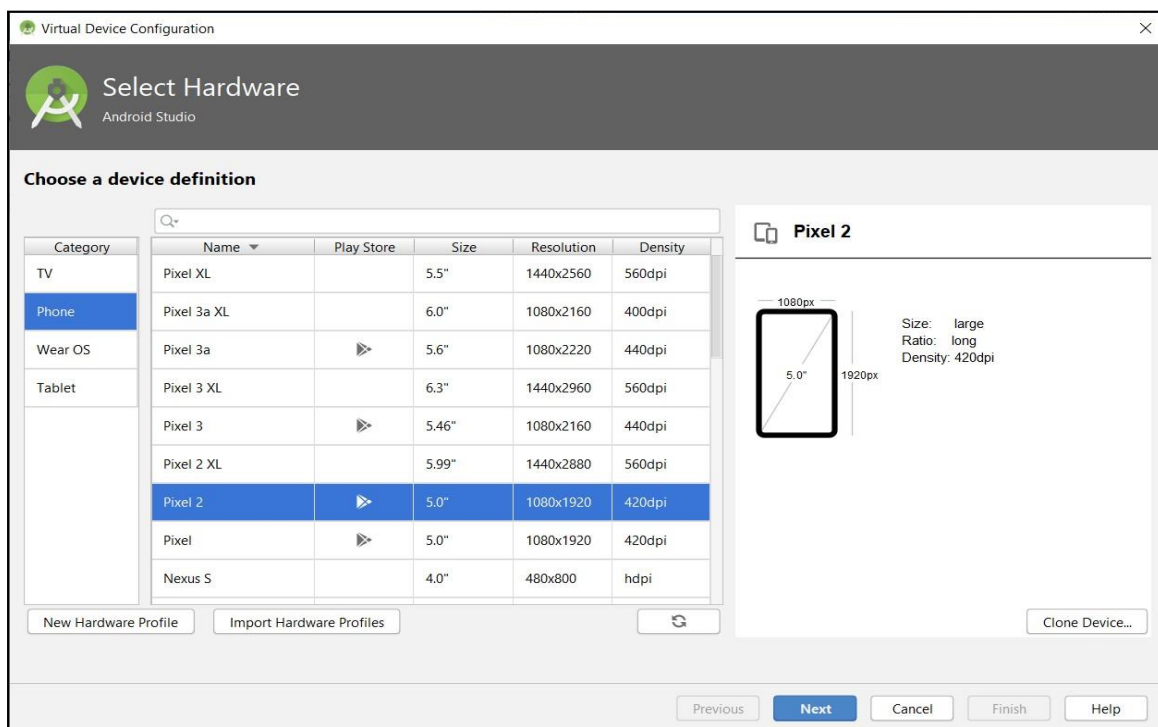 Virtual Device Configuration
Select Hardware
Android Studio
Choose a device definition
Category
TV
Phone
Wear OS
Tablet
Name Play Store Size Resolution Density
Pixel XL 5.5" 1440x2560 560dpi
Pixel 3a XL 6.0" 1080x2160 400dpi
Pixel 3a 5.6" 1080x2220 440dpi
Pixel 3 XL 6.3" 1440x2960 560dpi
Pixel 3 5.46" 1080x2160 440dpi
Pixel 2 XL 5.99" 1440x2880 560dpi
Pixel 2 5.0" 1080x1920 420dpi
Pixel 5.0" 1080x1920 420dpi
Nexus S 4.0" 480x800 hdpi
New Hardware Profile Import Hardware Profiles
Pixel 2
1080px
5.0"
1920px
Size: large
Ratio: long
Density: 420dpi
Clone Device...
Previous Next Cancel Finish Help